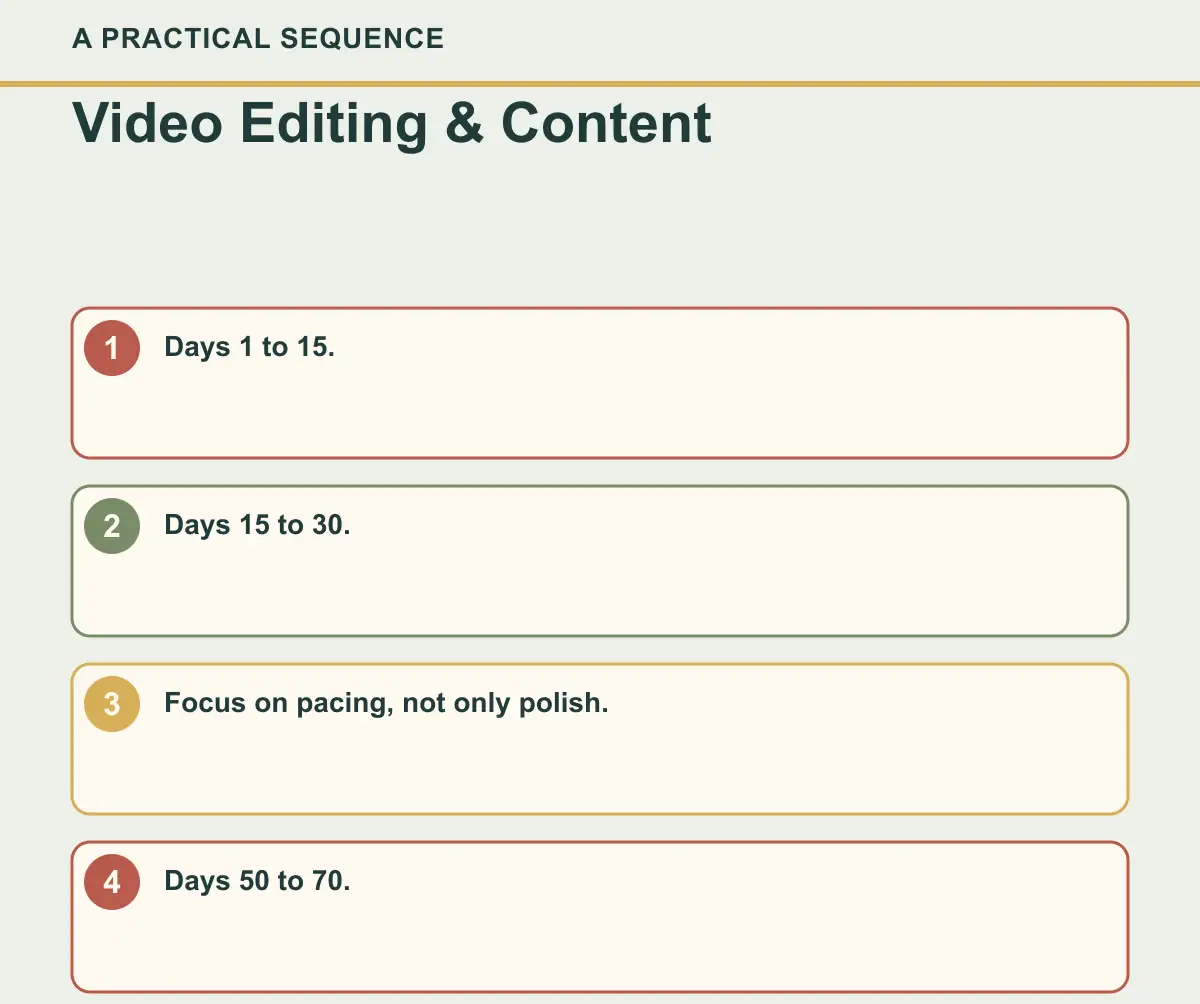 A PRACTICAL SEQUENCE
Video Editing & Content
1
Days 1 to 15.
2
Days 15 to 30.
3
Focus on pacing, not only polish.
4
Days 50 to 70.